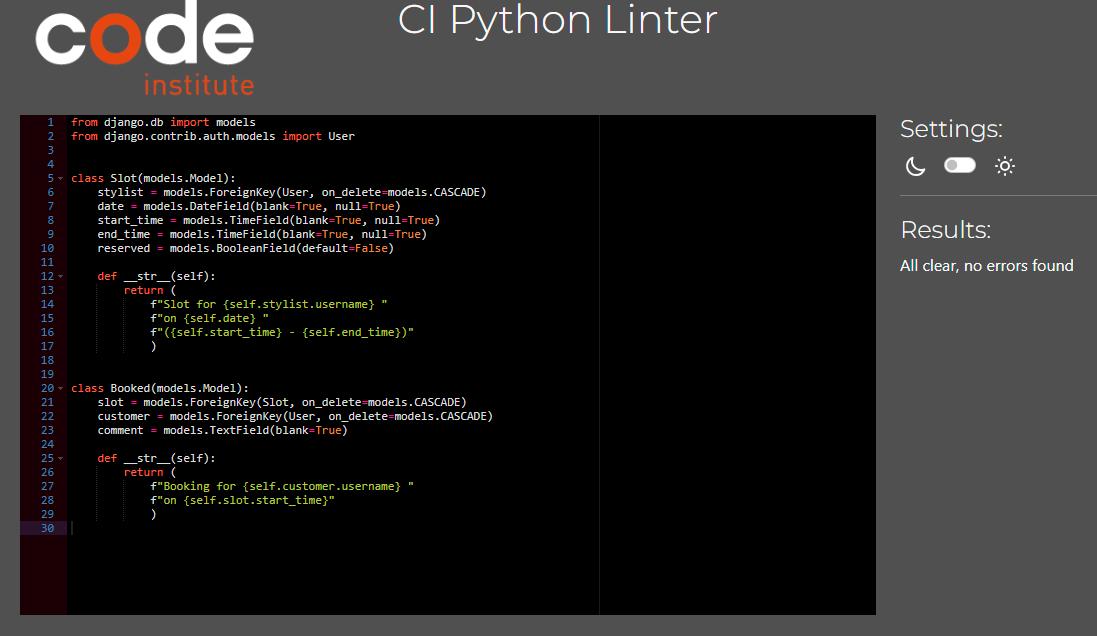 code
institute
CI Python Linter
1 from django.db import models
2 from django.contrib.auth.models import User
3
4
5 class Slot(models.Model):
6     stylist = models.ForeignKey(User, on_delete=models.CASCADE)
7     date = models.DateField(blank=True, null=True)
8     start_time = models.TimeField(blank=True, null=True)
9     end_time = models.TimeField(blank=True, null=True)
10     reserved = models.BooleanField(default=False)
11
12     def __str__(self):
13         return (
14             f"Slot for {self.stylist.username} "
15             f"on {self.date} "
16             f"({self.start_time} - {self.end_time})"
17             )
18
19
20 class Booked(models.Model):
21     slot = models.ForeignKey(Slot, on_delete=models.CASCADE)
22     customer = models.ForeignKey(User, on_delete=models.CASCADE)
23     comment = models.TextField(blank=True)
24
25     def __str__(self):
26         return (
27             f"Booking for {self.customer.username} "
28             f"on {self.slot.start_time}"
29             )
30
Settings:
Results:
All clear, no errors found